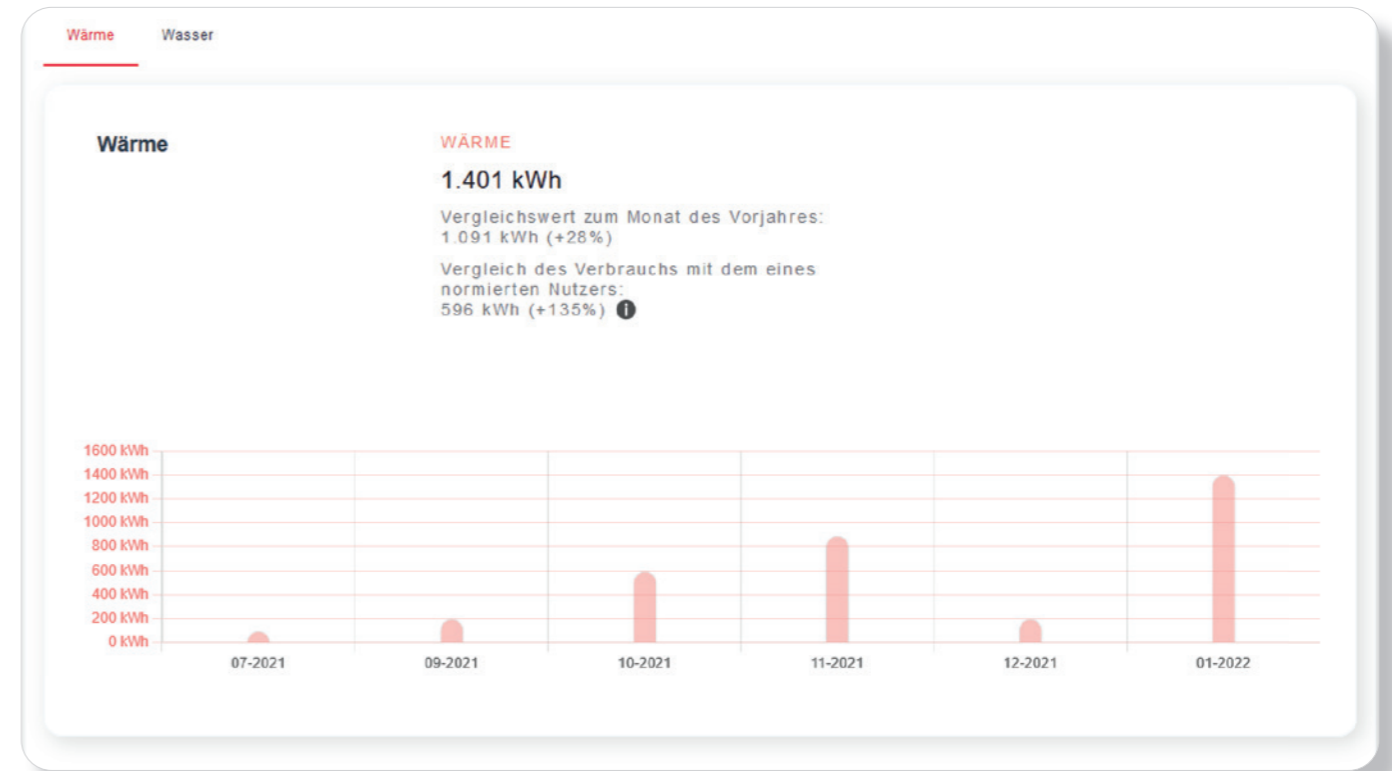 Wärme Wasser
Wärme
WÄRME
1.401 kWh
Vergleichswert zum Monat des Vorjahres:
1.091 kWh (+28%)
Vergleich des Verbrauchs mit dem eines
normierten Nutzers:
596 kWh (+135%) i
1600 kWh
1400 kWh
1200 kWh
1000 kWh
800 kWh
600 kWh
400 kWh
200 kWh
0 kWh
07-2021 09-2021 10-2021 11-2021 12-2021 01-2022